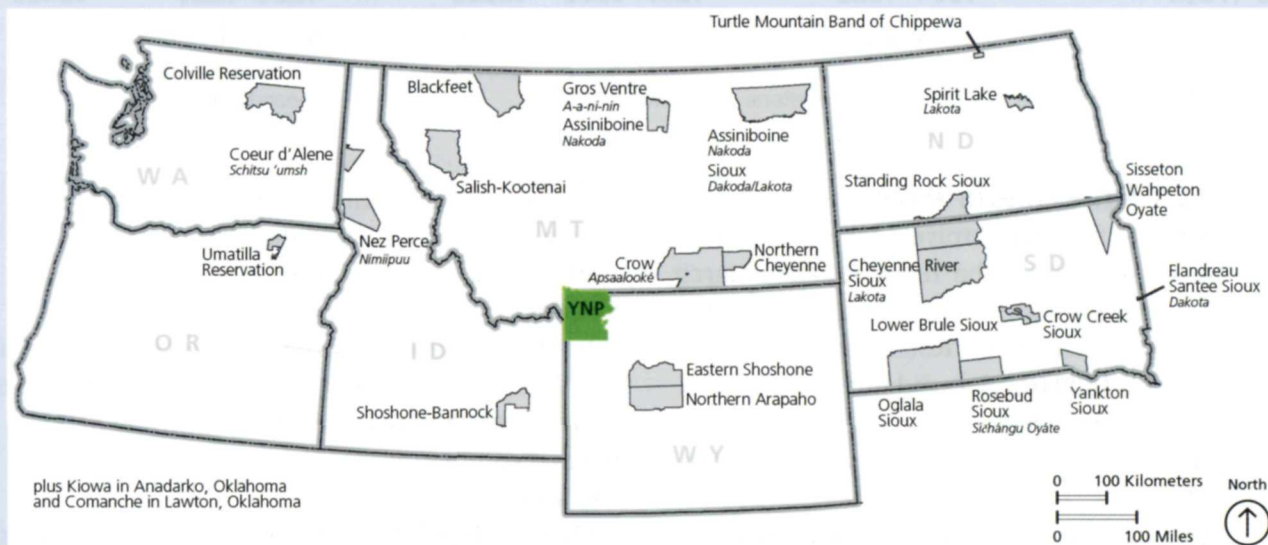 Turtle Mountain Band of Chippewa
Colville Reservation
Blackfeet
Gros Ventre
A-a-ni-nin
Assiniboine
Nakoda
Assiniboine
Nakoda
Sioux
Dakoda/Lakota
Spirit Lake
Lakota
N D
W A
Coeur d'Alene
Schitsu 'umsh
Salish-Kootenai
Standing Rock Sioux
Sisseton
Wahpeton
Oyate
Umatilla
Reservation
Nez Perce
Nimiipuu
M T
Crow
Apsaalooké
Northern
Cheyenne
Cheyenne River
Sioux
Lakota
S D
Flandreau
Santee Sioux
Dakota
YNP
Lower Brule Sioux
Crow Creek
Sioux
O R
I D
Eastern Shoshone
Northern Arapaho
Shoshone-Bannock
Oglala
Sioux
Rosebud
Sioux
Sičháŋgu Oyáte
Yankton
Sioux
W Y
plus Kiowa in Anadarko, Oklahoma
and Comanche in Lawton, Oklahoma
0 100 Kilometers
0 100 Miles
North